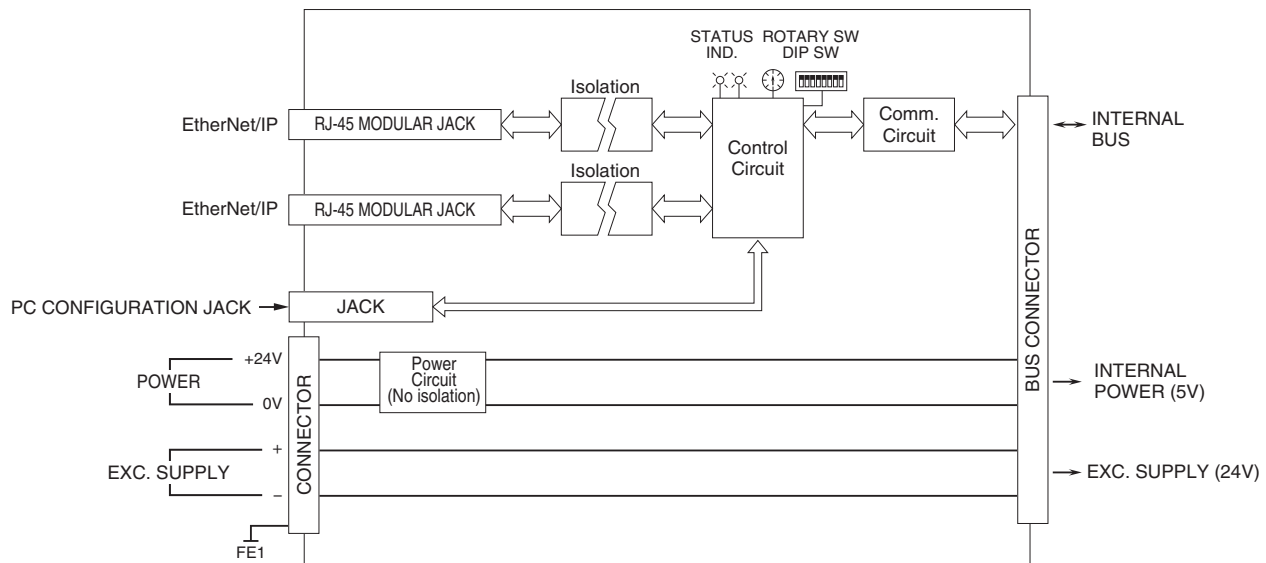 STATUS
IND.
ROTARY SW
DIP SW
Isolation
EtherNet/IP
RJ-45 MODULAR JACK
Control
Circuit
Comm.
Circuit
INTERNAL
BUS
Isolation
EtherNet/IP
RJ-45 MODULAR JACK
PC CONFIGURATION JACK
JACK
BUS CONNECTOR
POWER
+24V
0V
CONNECTOR
Power
Circuit
(No isolation)
INTERNAL
POWER (5V)
EXC. SUPPLY
+
–
EXC. SUPPLY (24V)
FE1